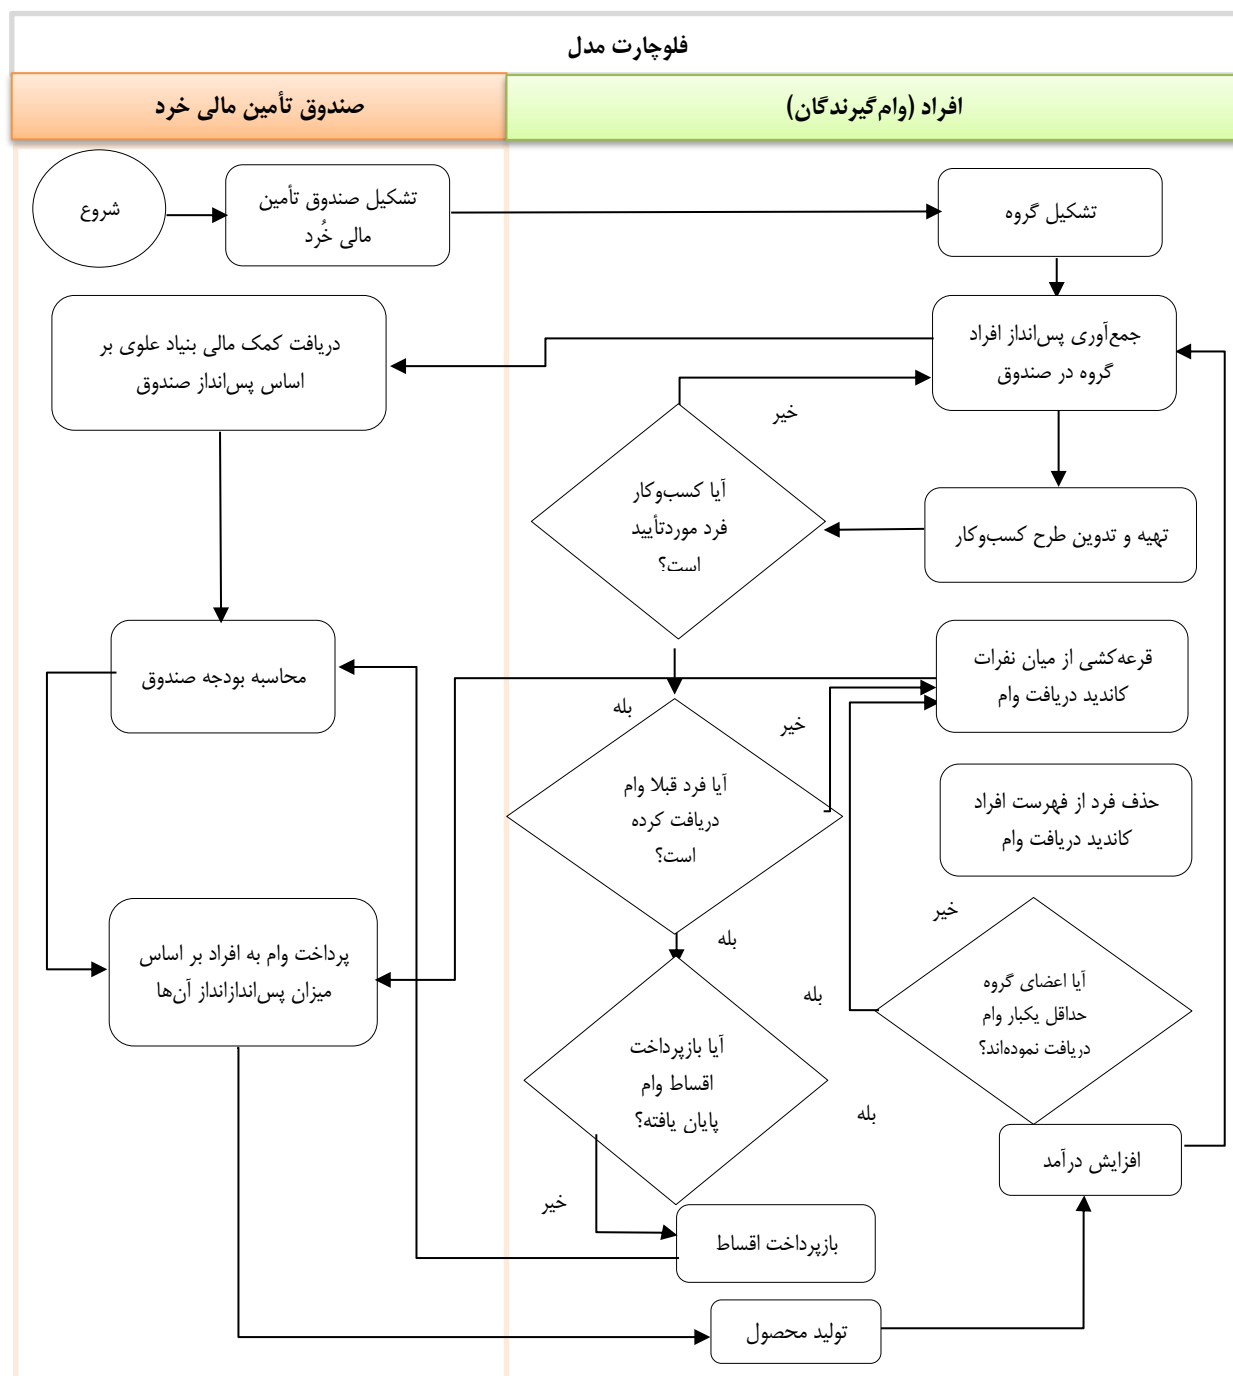 فلوچارت مدل
افراد (وام‌گیرندگان)
صندوق تأمین مالی خرد
شروع
تشکیل صندوق تأمین
مالی خُرد
تشکیل گروه
جمع‌آوری پس‌انداز افراد
گروه در صندوق
دریافت کمک مالی بنیاد علوی بر
اساس پس‌انداز صندوق
خیر
آیا کسب‌وکار
فرد موردتأیید
است؟
تهیه و تدوین طرح کسب‌وکار
قرعه‌کشی از میان نفرات
کاندید دریافت وام
محاسبه بودجه صندوق
بله
خیر
آیا فرد قبلا وام
دریافت کرده
است؟
حذف فرد از فهرست افراد
کاندید دریافت وام
خیر
بله
پرداخت وام به افراد بر اساس
میزان پس‌اندازانداز آن‌ها
بله
آیا اعضای گروه
حداقل یکبار وام
دریافت نموده‌اند؟
آیا بازپرداخت
اقساط وام
پایان یافته؟
بله
افزایش درآمد
خیر
بازپرداخت اقساط
تولید محصول